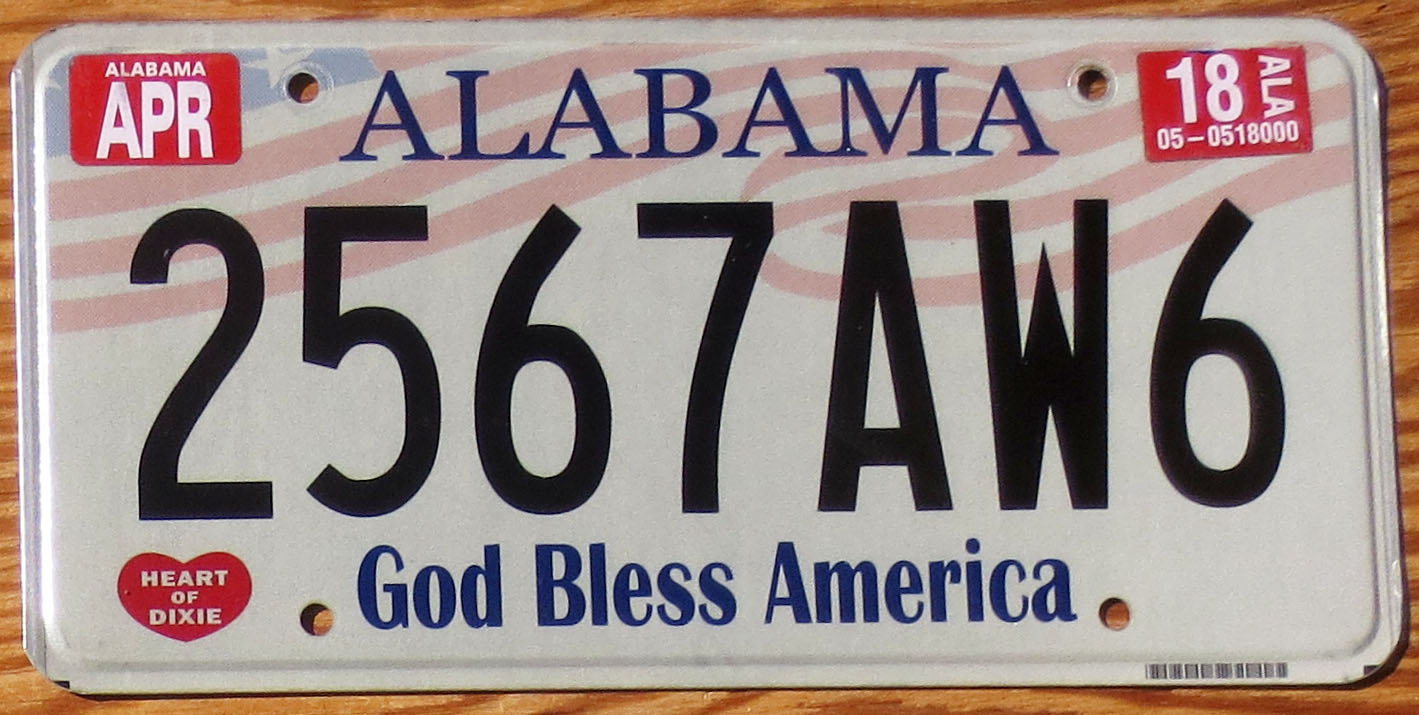 ALABAMA
APR
ALABAMA
18 ALA
05-0518000
2567AW6
HEART
OF
DIXIE
God Bless America